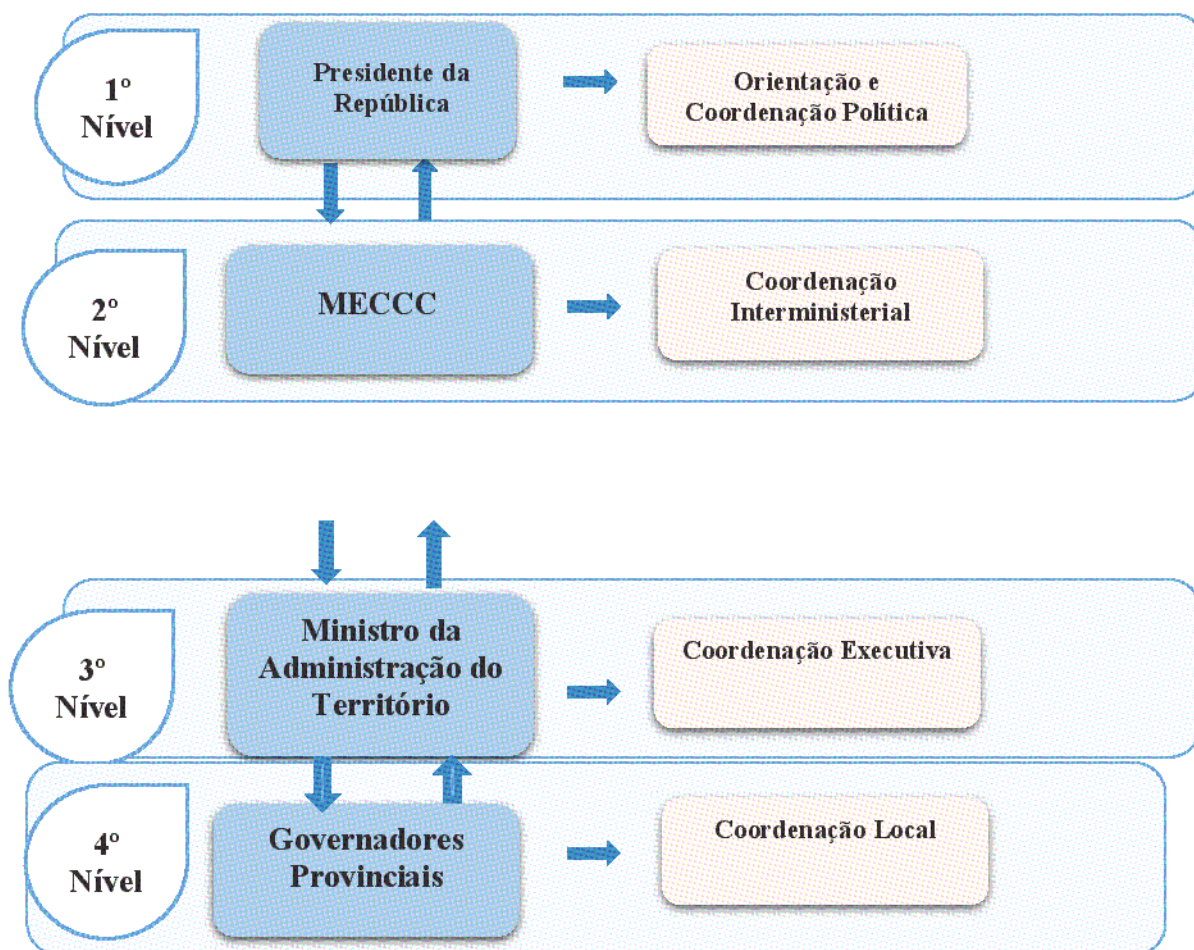 1º
Nível
Presidente da
República
Orientação e
Coordenação Política
2º
Nível
MECCC
Coordenação
Interministerial
3º
Nível
Ministro da
Administração do
Território
Coordenação Executiva
4º
Nível
Governadores
Provinciais
Coordenação Local